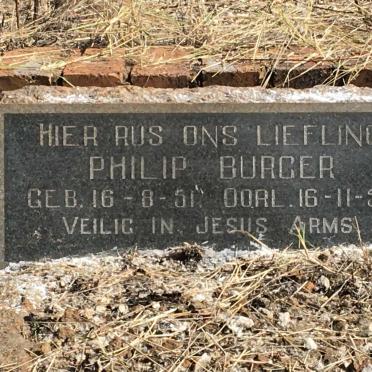 HIER RUS ONS LIEFLING
PHILIP BURGER
GEB. 16-8-51. OORL. 16-11-
VEILIG IN JESUS ARMS